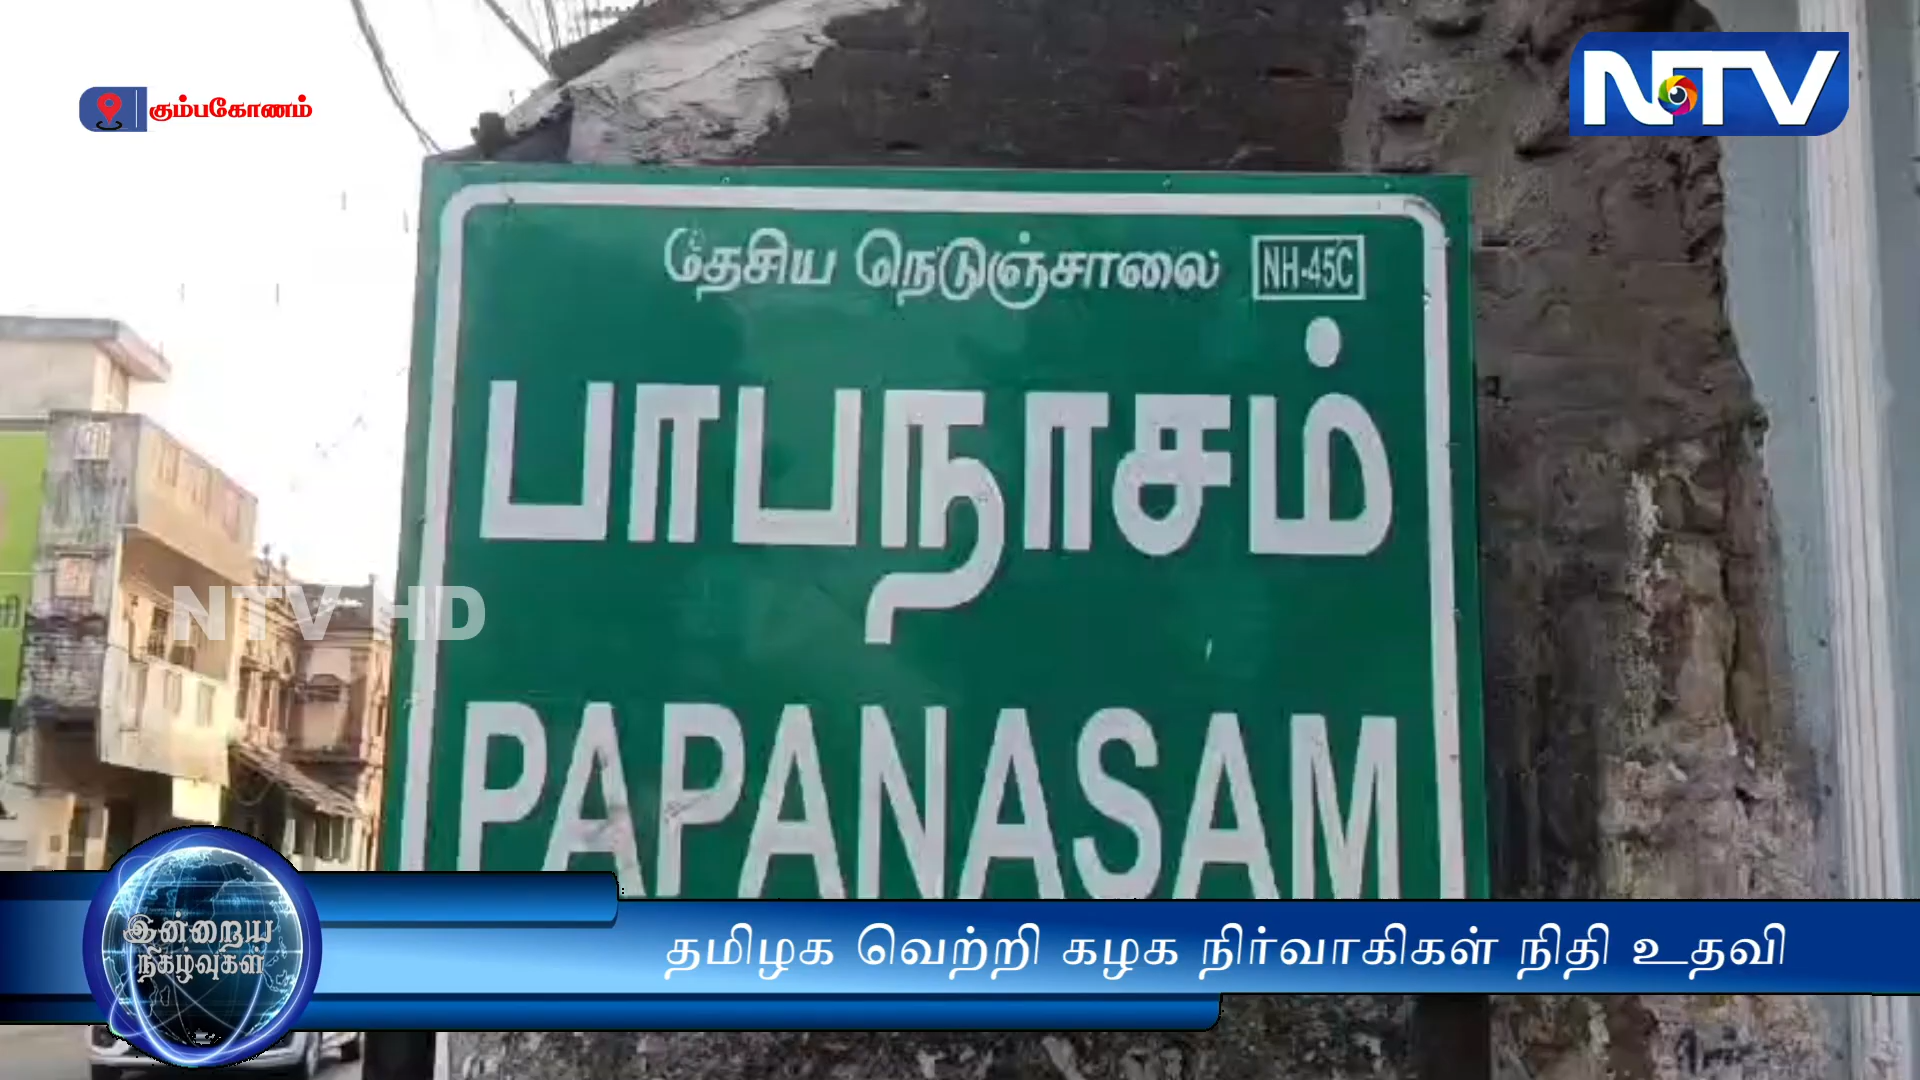 கும்பகோணம்
NTV
தேசிய நெடுஞ்சாலை NH-45C
பாபநாசம்
PAPANASAM
NTV HD
இன்றைய
நிகழ்வுகள்
தமிழக வெற்றி கழக நிர்வாகிகள் நிதி உதவி